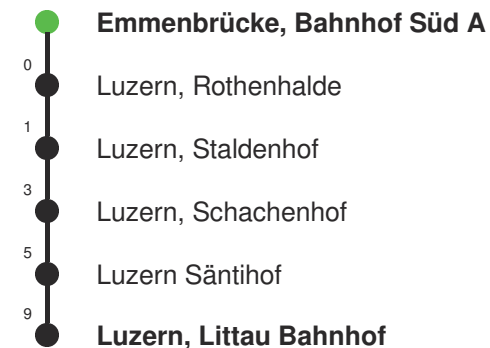 Emmenbrücke, Bahnhof Süd A
0
Luzern, Rothenhalde
1
Luzern, Staldenhof
3
Luzern, Schachenhof
5
Luzern Säntihof
9
Luzern, Littau Bahnhof